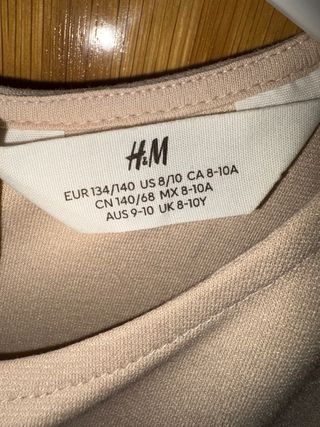 H&M
EUR 134/140 US 8/10 CA 8-10A
CN 140/68 MX 8-10A
AUS 9-10 UK 8-10Y